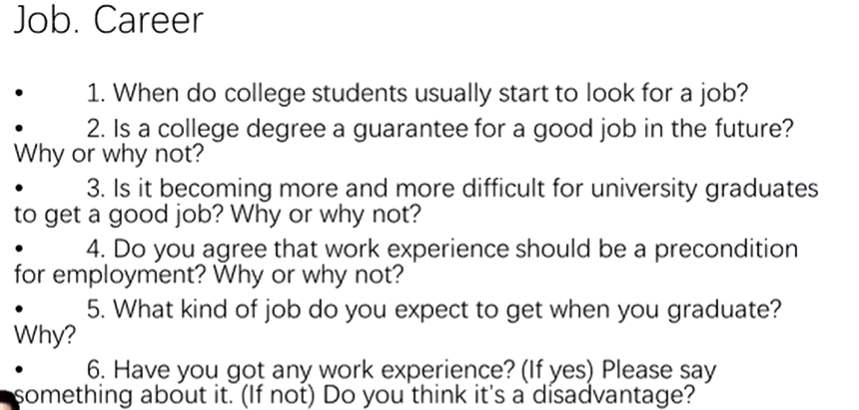 Job. Career
• 1. When do college students usually start to look for a job?
• 2. Is a college degree a guarantee for a good job in the future?
Why or why not?
• 3. Is it becoming more and more difficult for university graduates
to get a good job? Why or why not?
• 4. Do you agree that work experience should be a precondition
for employment? Why or why not?
• 5. What kind of job do you expect to get when you graduate?
Why?
• 6. Have you got any work experience? (If yes) Please say
something about it. (If not) Do you think it's a disadvantage?